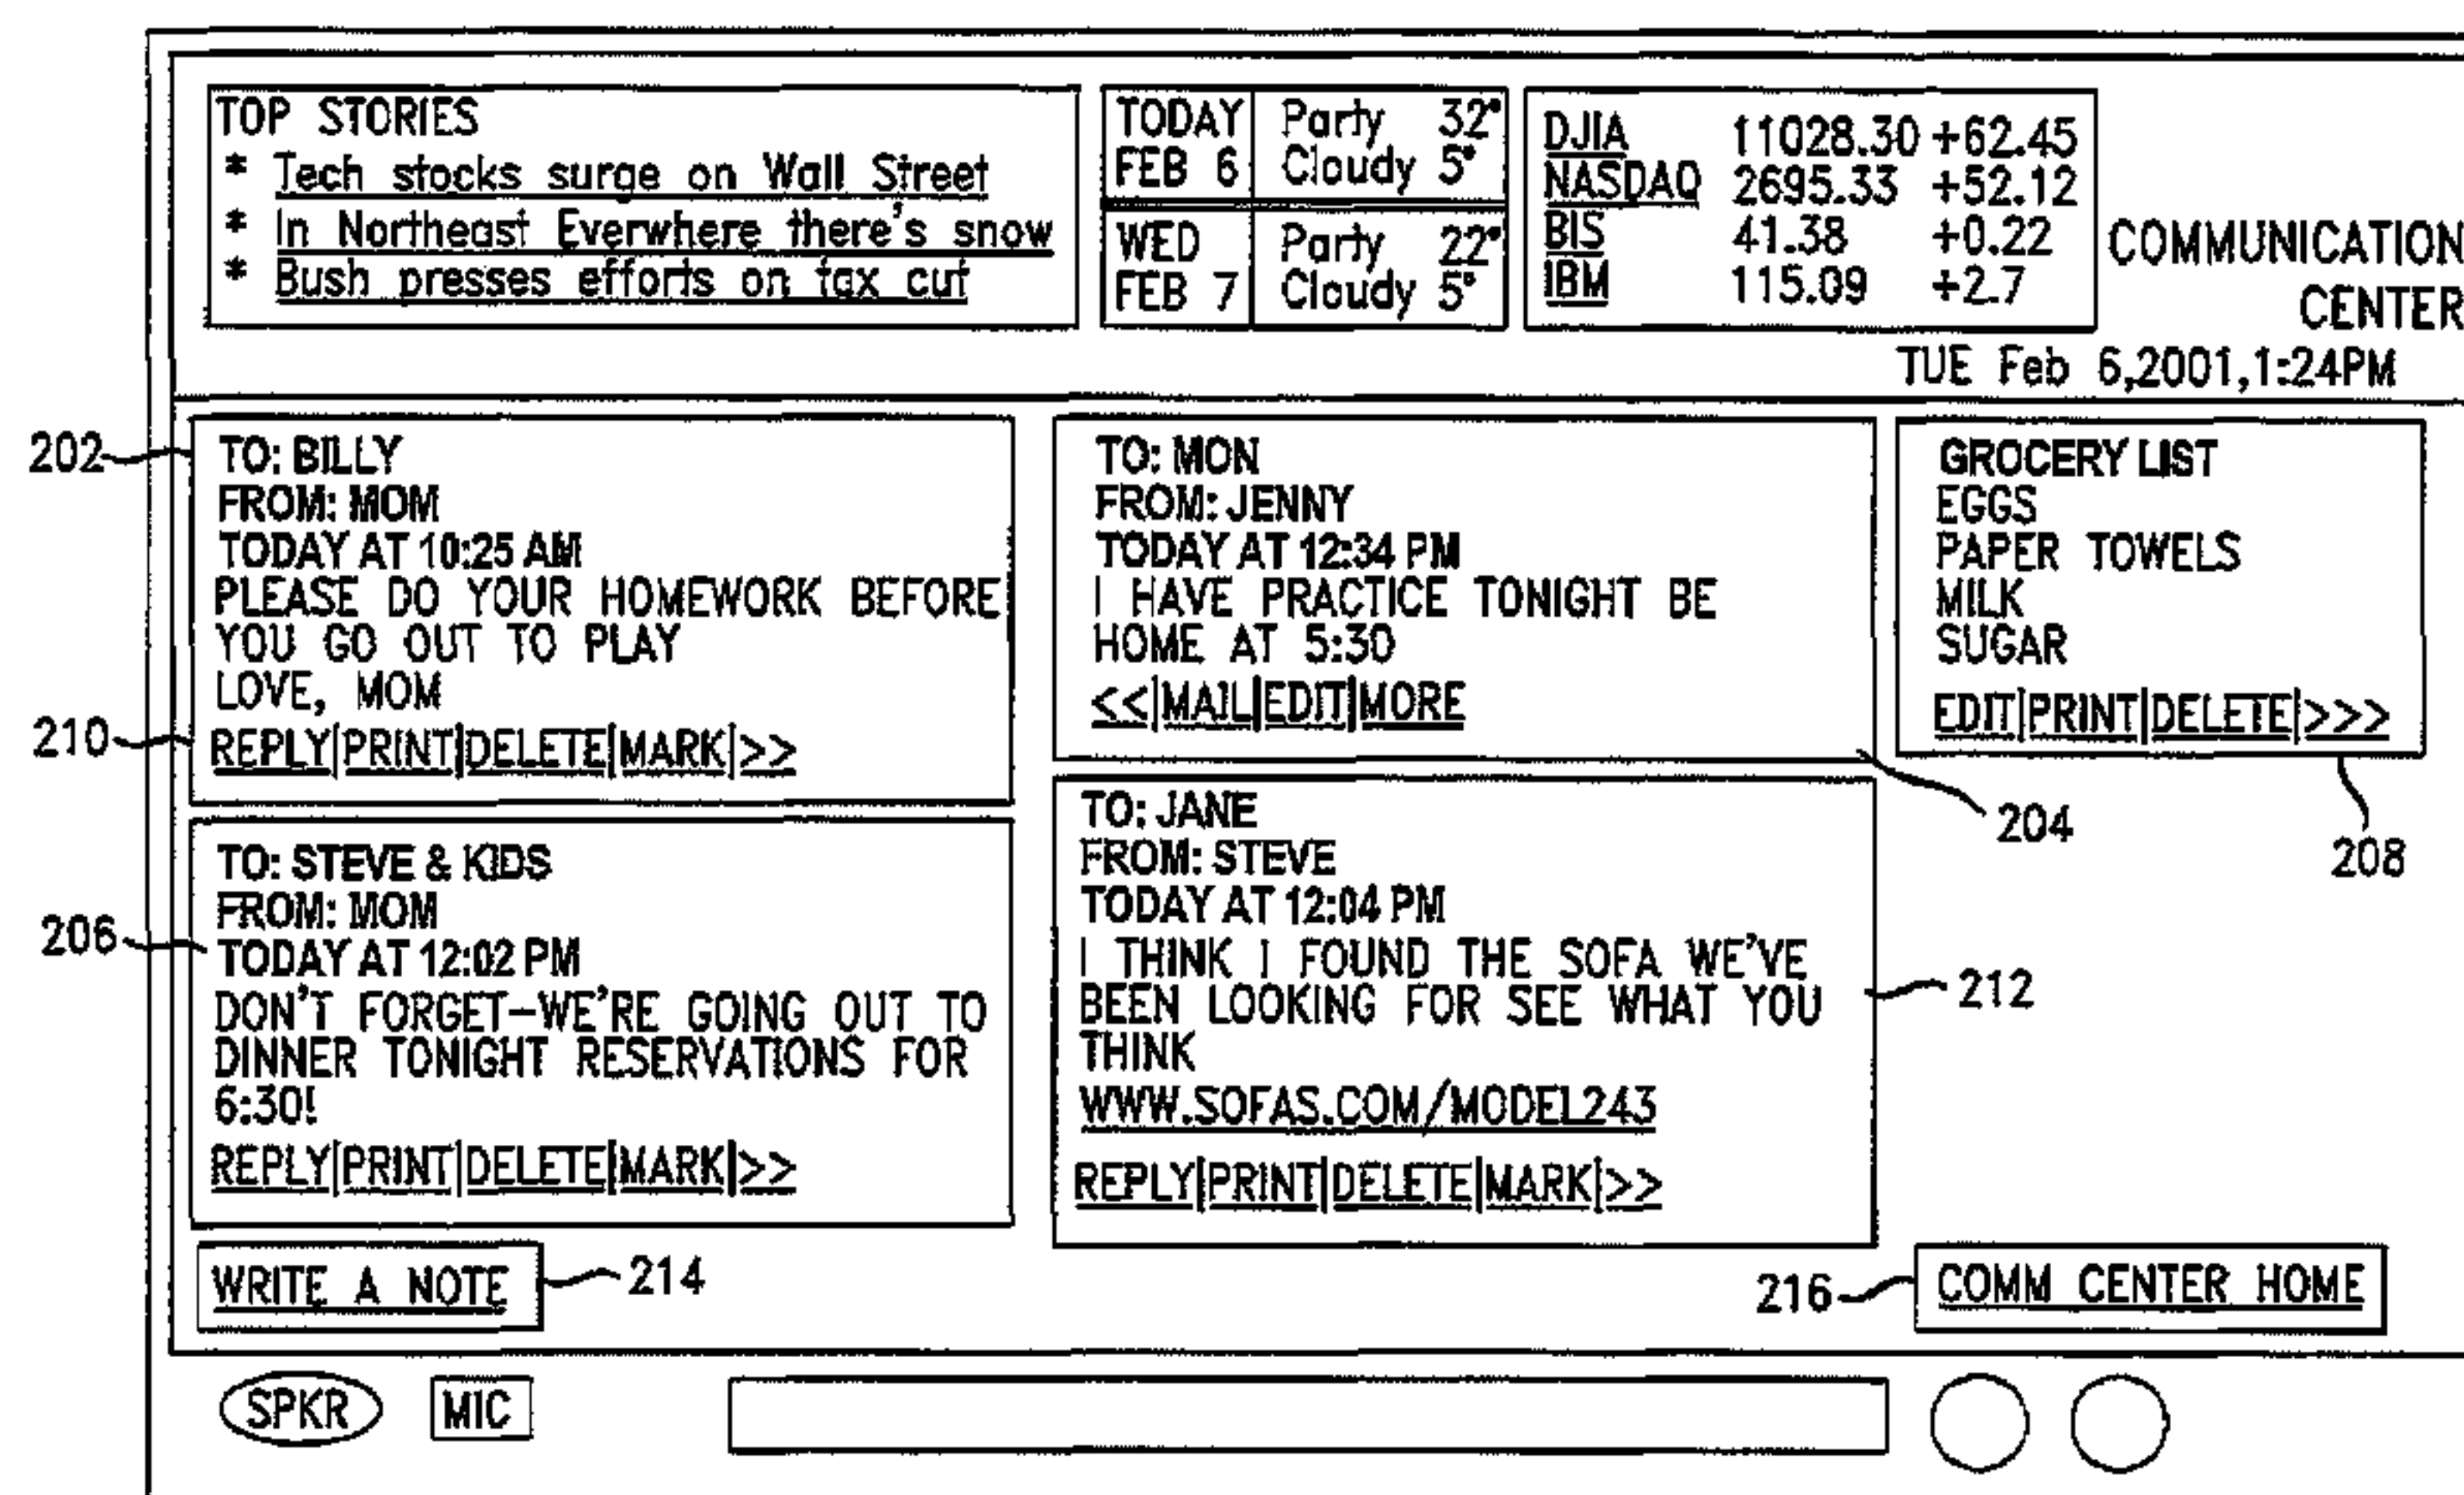 TOP STORIES
* Tech stocks surge on Wall Street
* In Northeast Everwhere there's snow
* Bush presses efforts on tax cut
TODAY
FEB 6
Party 32°
Cloudy 5°
WED
FEB 7
Party 22°
Cloudy 5°
DJIA 11028.30 +62.45
NASDAQ 2695.33 +52.12
BIS 41.38 +0.22
IBM 115.09 +2.7
COMMUNICATION
CENTER
TUE Feb 6,2001,1:24PM
202
TO: BILLY
FROM: MOM
TODAY AT 10:25 AM
PLEASE DO YOUR HOMEWORK BEFORE
YOU GO OUT TO PLAY
LOVE, MOM
210
REPLY|PRINT|DELETE|MARK|>>
TO: MON
FROM: JENNY
TODAY AT 12:34 PM
I HAVE PRACTICE TONIGHT BE
HOME AT 5:30
<<|MAIL|EDIT|MORE
204
GROCERY LIST
EGGS
PAPER TOWELS
MILK
SUGAR
EDIT|PRINT|DELETE|>>>
208
206
TO: STEVE & KIDS
FROM: MOM
TODAY AT 12:02 PM
DON'T FORGET-WE'RE GOING OUT TO
DINNER TONIGHT RESERVATIONS FOR
6:30!
REPLY|PRINT|DELETE|MARK|>>
TO: JANE
FROM: STEVE
TODAY AT 12:04 PM
I THINK I FOUND THE SOFA WE'VE
BEEN LOOKING FOR SEE WHAT YOU
THINK
WWW.SOFAS.COM/MODEL243
REPLY|PRINT|DELETE|MARK|>>
212
WRITE A NOTE
214
216
COMM CENTER HOME
SPKR
MIC